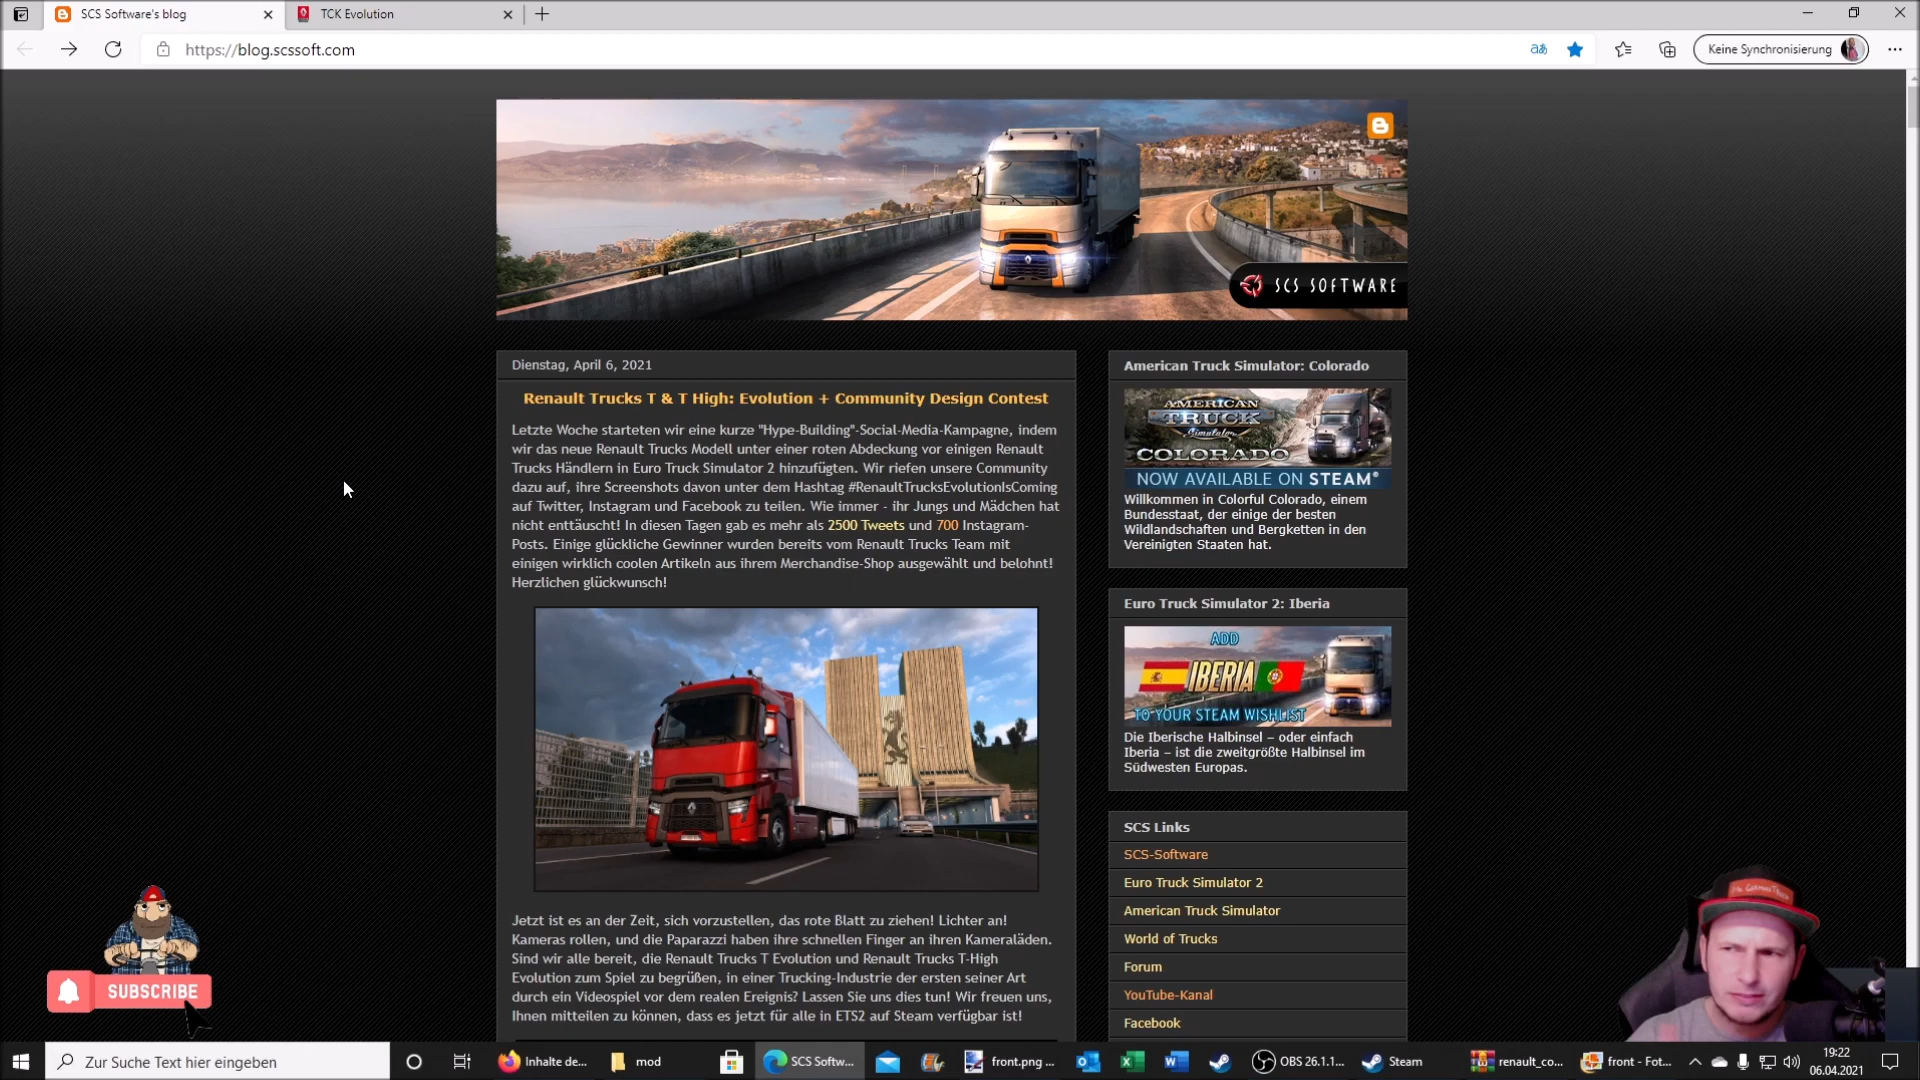 SCS Software's blog
TCK Evolution
https://blog.scssoft.com
aあ
Keine Synchronisierung
SCS SOFTWARE
Dienstag, April 6, 2021
Renault Trucks T & T High: Evolution + Community Design Contest
Letzte Woche starteten wir eine kurze "Hype-Building"-Social-Media-Kampagne, indem
wir das neue Renault Trucks Modell unter einer roten Abdeckung vor einigen Renault
Trucks Händlern in Euro Truck Simulator 2 hinzufügten. Wir riefen unsere Community
dazu auf, ihre Screenshots davon unter dem Hashtag #RenaultTrucksEvolutionIsComing
auf Twitter, Instagram und Facebook zu teilen. Wie immer - ihr Jungs und Mädchen hat
nicht enttäuscht! In diesen Tagen gab es mehr als 2500 Tweets und 700 Instagram-
Posts. Einige glückliche Gewinner wurden bereits vom Renault Trucks Team mit
einigen wirklich coolen Artikeln aus ihrem Merchandise-Shop ausgewählt und belohnt!
Herzlichen glückwunsch!
Jetzt ist es an der Zeit, sich vorzustellen, das rote Blatt zu ziehen! Lichter an!
Kameras rollen, und die Paparazzi haben ihre schnellen Finger an ihren Kameraläden.
Sind wir alle bereit, die Renault Trucks T Evolution und Renault Trucks T-High
Evolution zum Spiel zu begrüßen, in einer Trucking-Industrie der ersten seiner Art
durch ein Videospiel vor dem realen Ereignis? Lassen Sie uns dies tun! Wir freuen uns,
Ihnen mitteilen zu können, dass es jetzt für alle in ETS2 auf Steam verfügbar ist!
American Truck Simulator: Colorado
AMERICAN
TRUCK
Simulator
COLORADO
NOW AVAILABLE ON STEAM®
Willkommen in Colorful Colorado, einem
Bundesstaat, der einige der besten
Wildlandschaften und Bergketten in den
Vereinigten Staaten hat.
Euro Truck Simulator 2: Iberia
ADD
IBERIA
TO YOUR STEAM WISHLIST
Die Iberische Halbinsel – oder einfach
Iberia – ist die zweitgrößte Halbinsel im
Südwesten Europas.
SCS Links
SCS-Software
Euro Truck Simulator 2
American Truck Simulator
World of Trucks
Forum
YouTube-Kanal
Facebook
SUBSCRIBE
Zur Suche Text hier eingeben
Inhalte de...
mod
SCS Softw...
front.png ...
OBS 26.1.1...
Steam
renault_co...
front - Fot...
19:22
06.04.2021